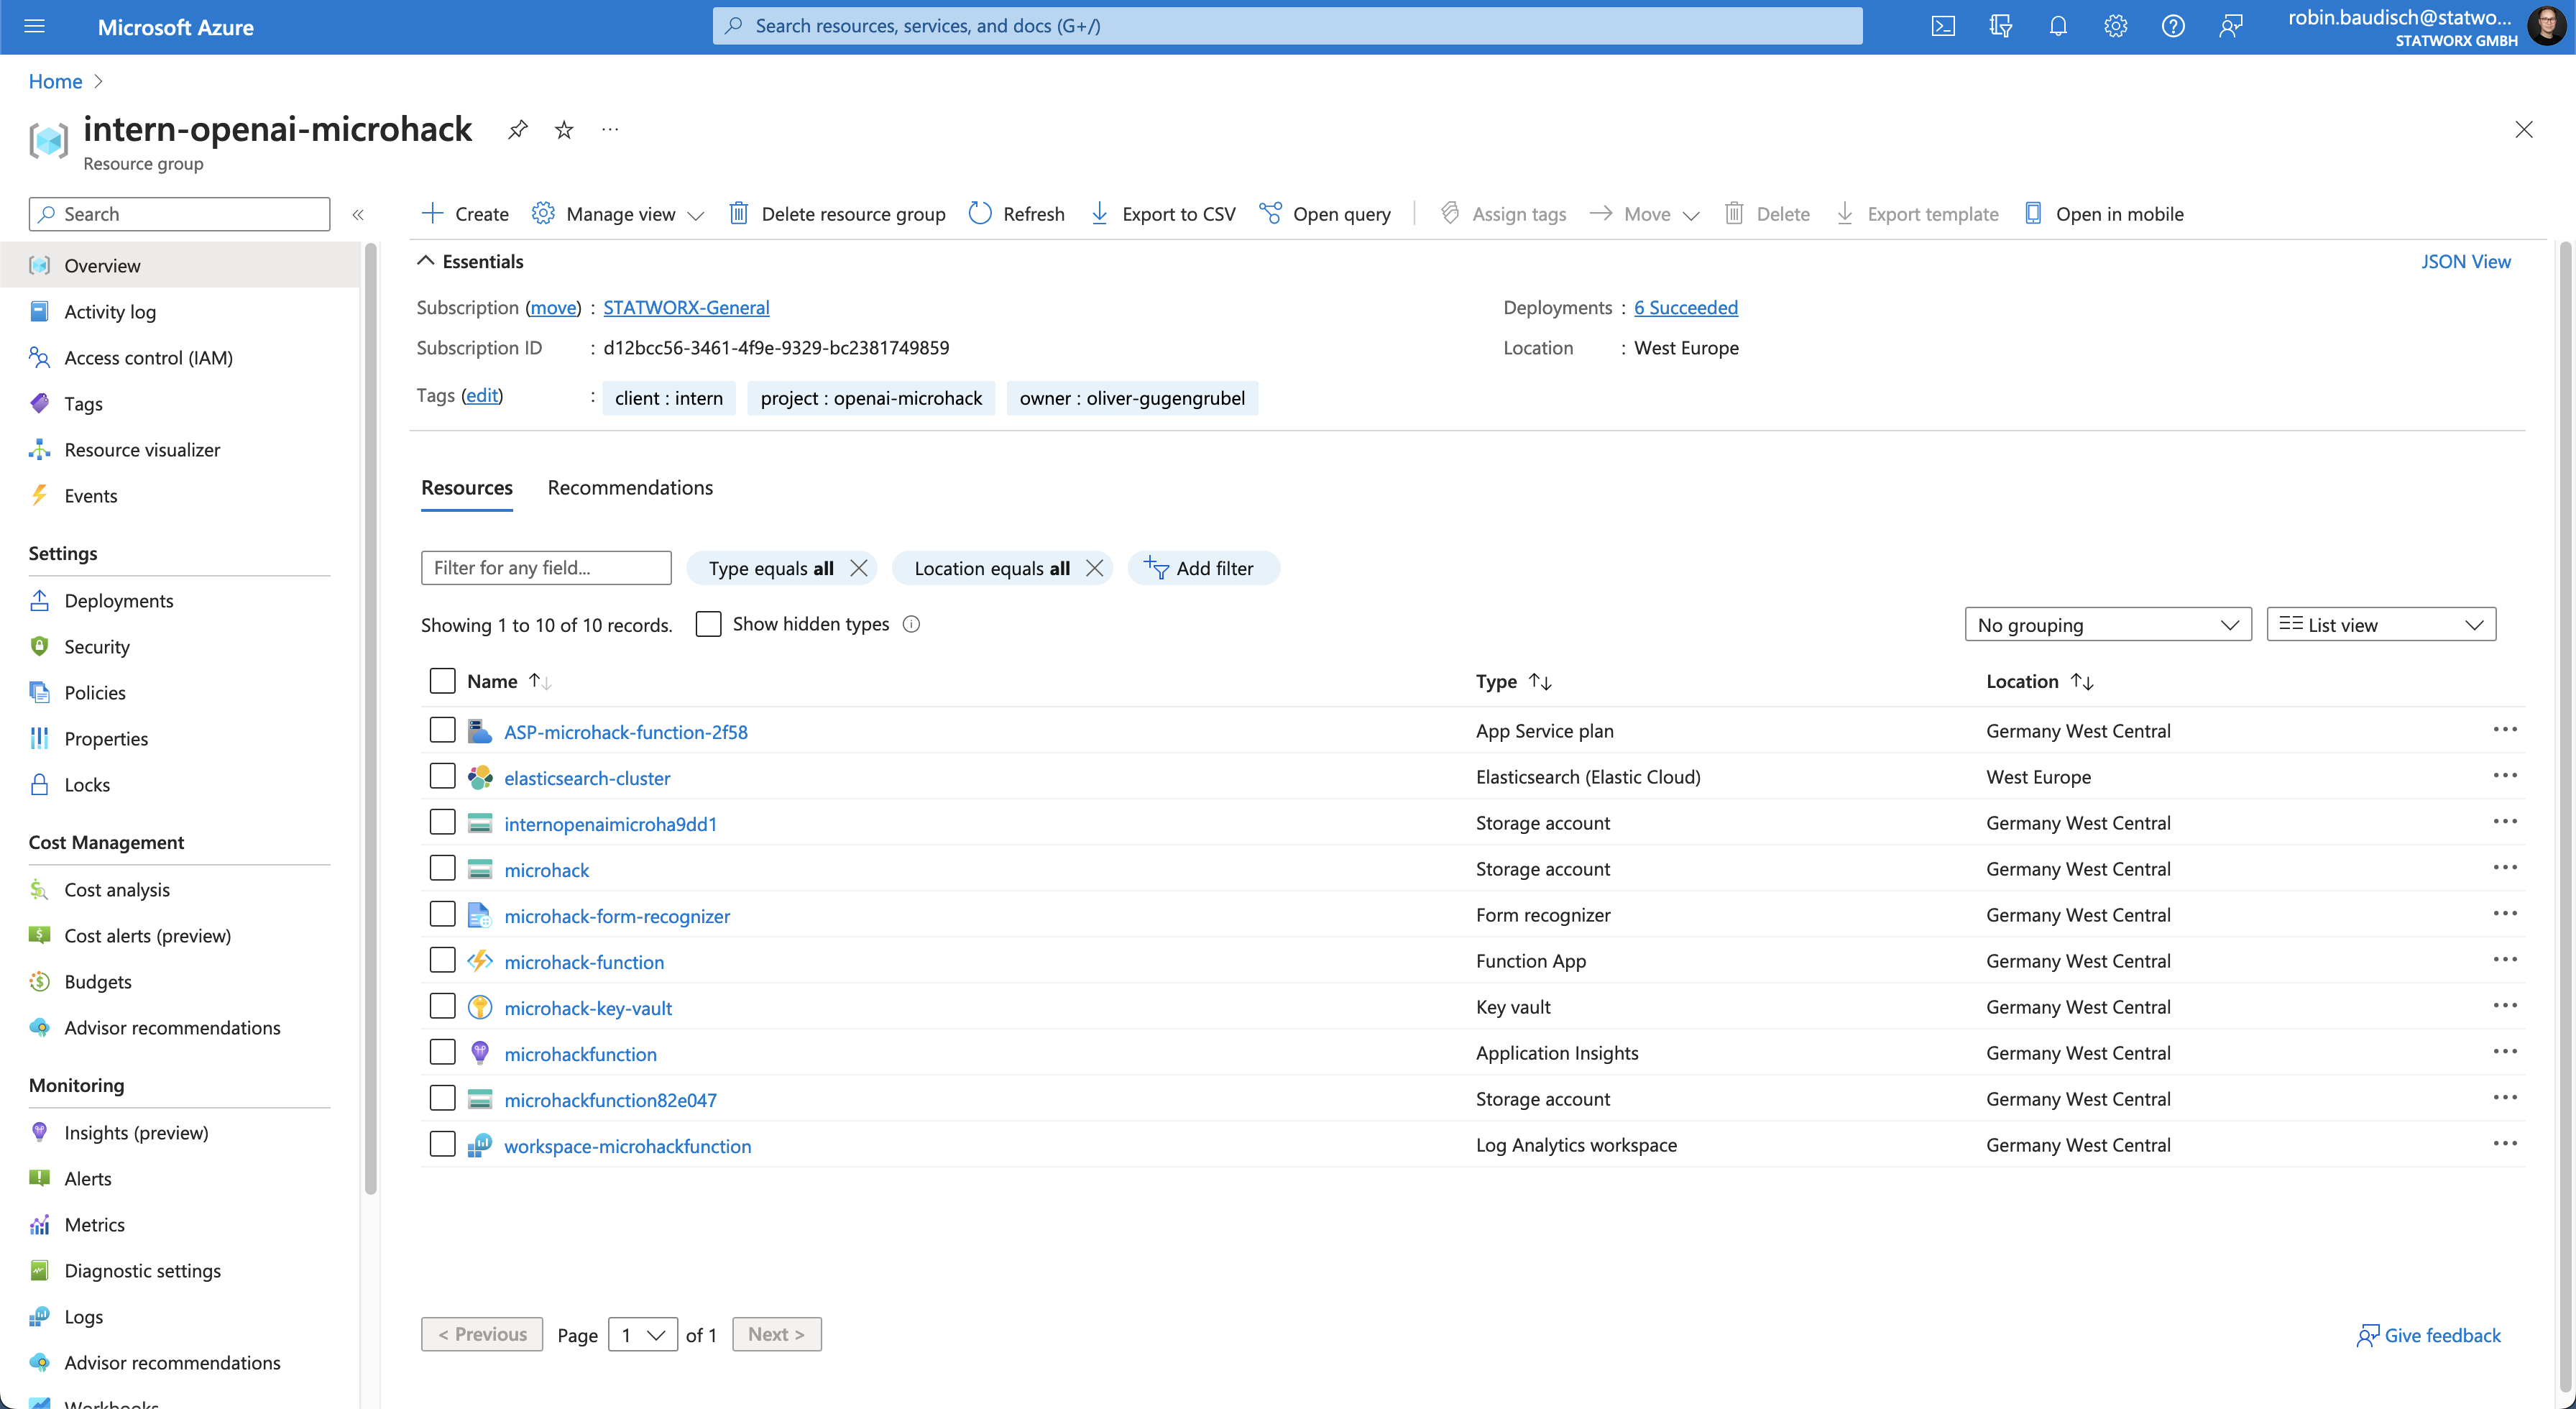 Microsoft Azure
Search resources, services, and docs (G+/)
robin.baudisch@statwo...
STATWORX GMBH
Home
intern-openai-microhack
Resource group
Search
Create
Manage view
Delete resource group
Refresh
Export to CSV
Open query
Assign tags
Move
Delete
Export template
Open in mobile
Overview
Activity log
Access control (IAM)
Tags
Resource visualizer
Events
Settings
Deployments
Security
Policies
Properties
Locks
Cost Management
Cost analysis
Cost alerts (preview)
Budgets
Advisor recommendations
Monitoring
Insights (preview)
Alerts
Metrics
Diagnostic settings
Logs
Advisor recommendations
Workbooks
Essentials
JSON View
Subscription (move) : STATWORX-General
Deployments : 6 Succeeded
Subscription ID : d12bcc56-3461-4f9e-9329-bc2381749859
Location : West Europe
Tags (edit) : client : intern project : openai-microhack owner : oliver-gugengrubel
Resources Recommendations
Filter for any field... Type equals all Location equals all Add filter
Showing 1 to 10 of 10 records. Show hidden types
No grouping List view
Name Type Location
ASP-microhack-function-2f58 App Service plan Germany West Central
elasticsearch-cluster Elasticsearch (Elastic Cloud) West Europe
internopenaimicroha9dd1 Storage account Germany West Central
microhack Storage account Germany West Central
microhack-form-recognizer Form recognizer Germany West Central
microhack-function Function App Germany West Central
microhack-key-vault Key vault Germany West Central
microhackfunction Application Insights Germany West Central
microhackfunction82e047 Storage account Germany West Central
workspace-microhackfunction Log Analytics workspace Germany West Central
< Previous Page 1 of 1 Next >
Give feedback